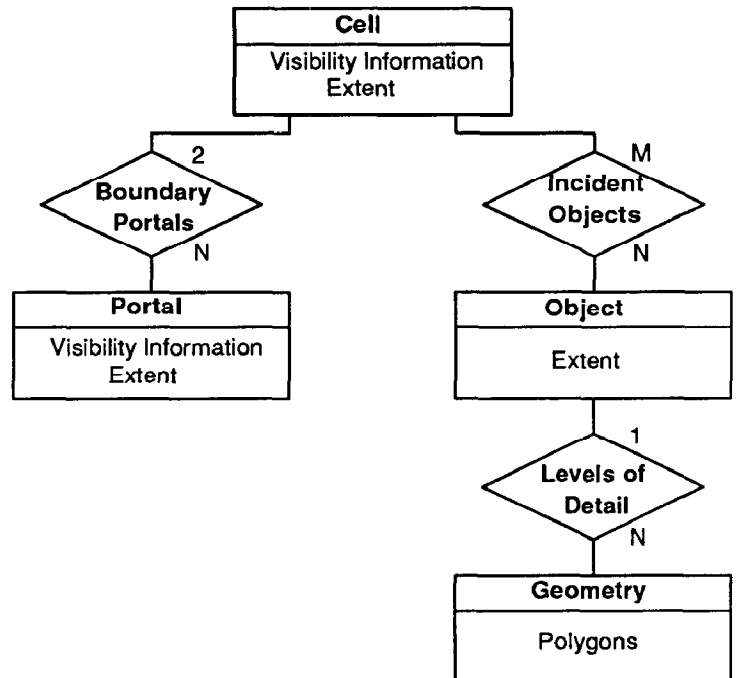 Cell
Visibility Information
Extent
2
M
Boundary
Portals
Incident
Objects
N
N
Portal
Object
Visibility Information
Extent
Extent
1
Levels of
Detail
N
Geometry
Polygons